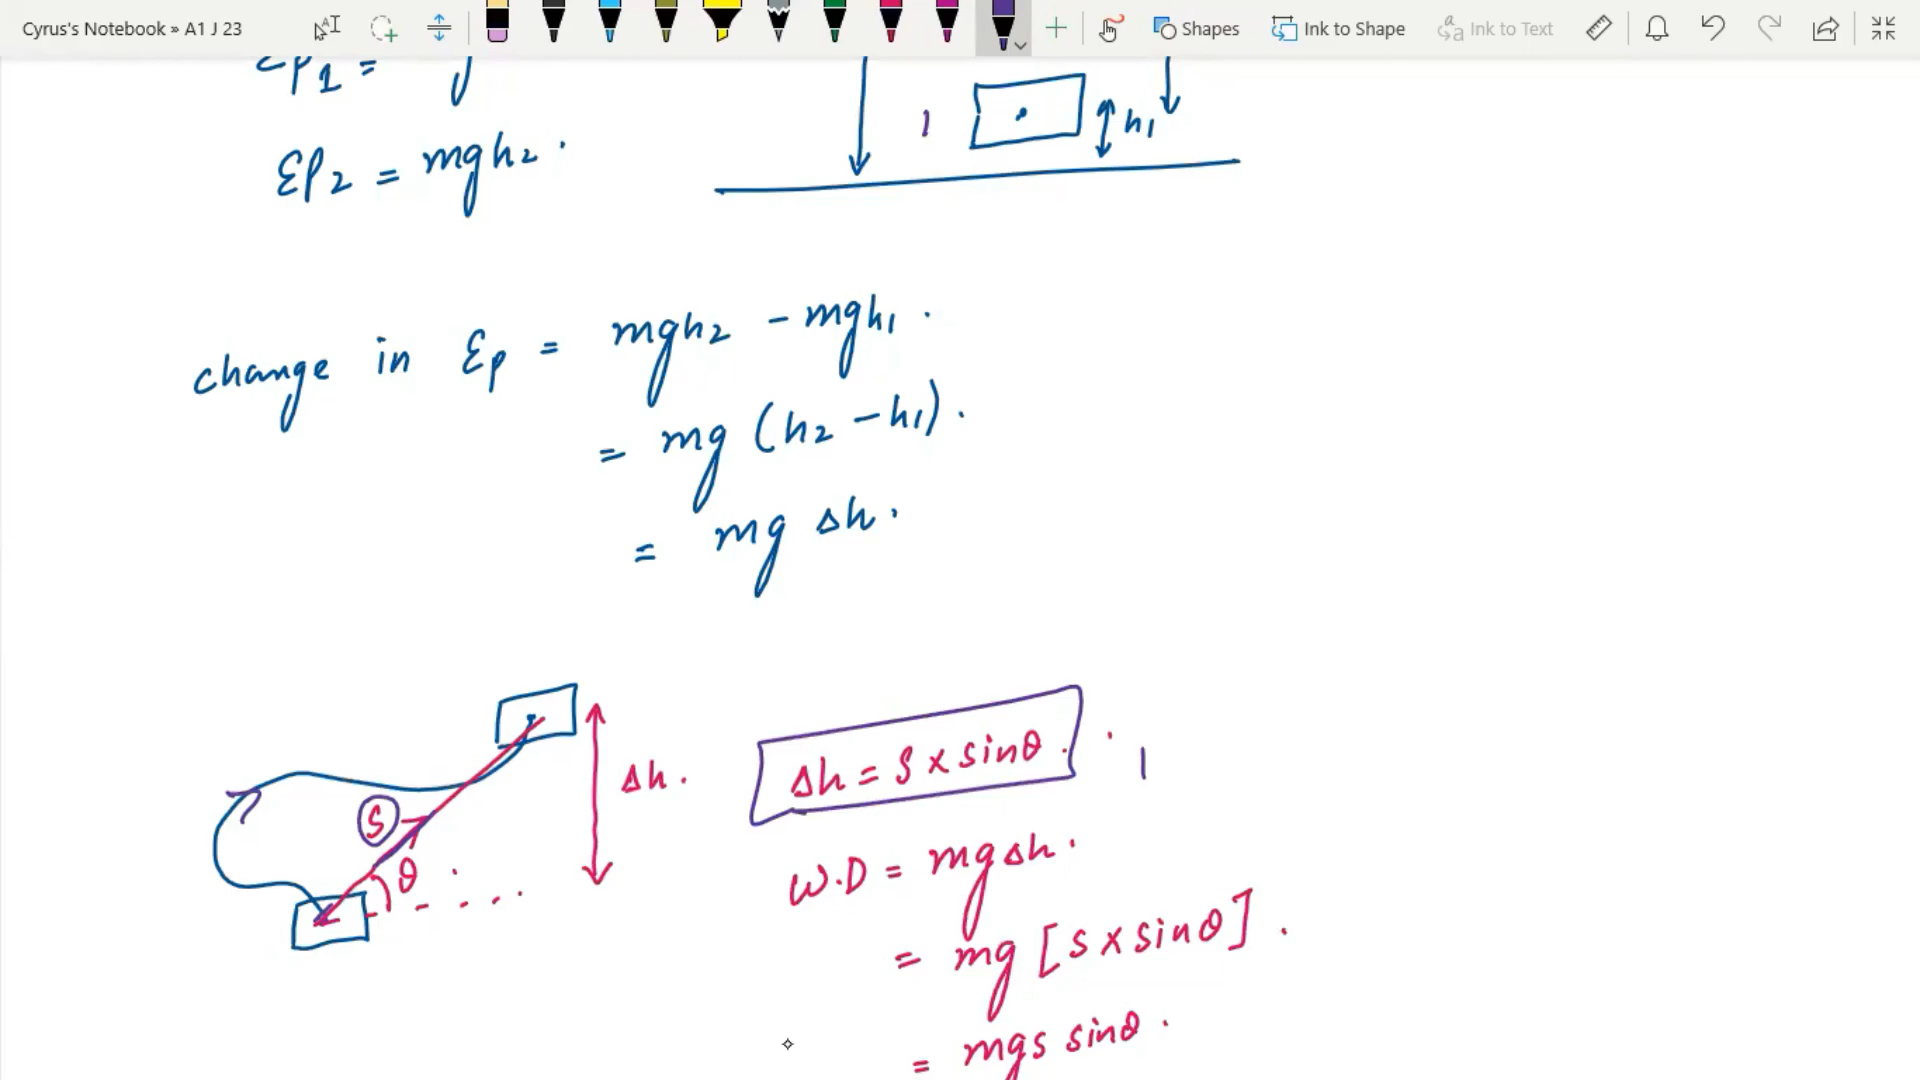 Cyrus's Notebook » A1 J 23
Shapes
Ink to Shape
Ink to Text
Ep1 =
Ep2 = mgh2.
1
h1
change in Ep = mgh2 - mgh1.
= mg (h2 - h1).
= mg Δh.
Δh.
S
θ
Δh = S x sinθ.
W.D = mgΔh.
= mg [S x sinθ].
= mgs sinθ.